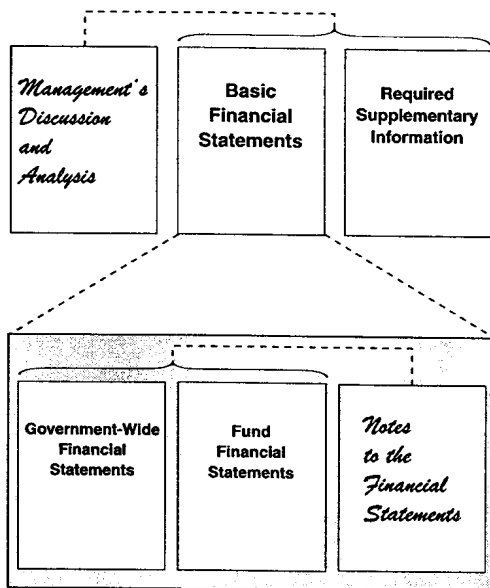 Management's
Discussion
and
Analysis
Basic
Financial
Statements
Required
Supplementary
Information
Government-Wide
Financial
Statements
Fund
Financial
Statements
Notes
to the
Financial
Statements